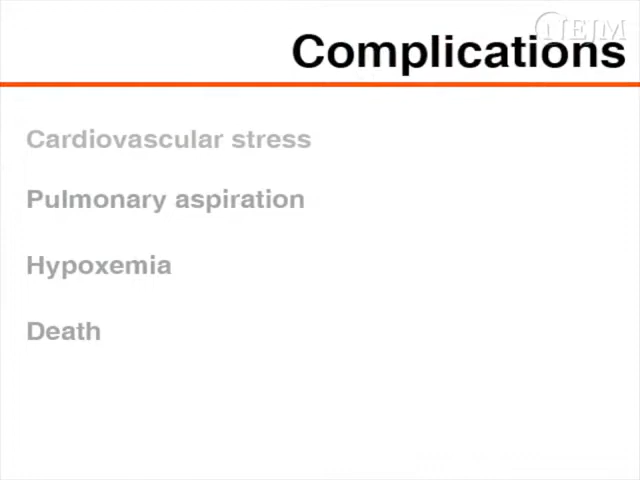 NEJM
Complications
Cardiovascular stress
Pulmonary aspiration
Hypoxemia
Death